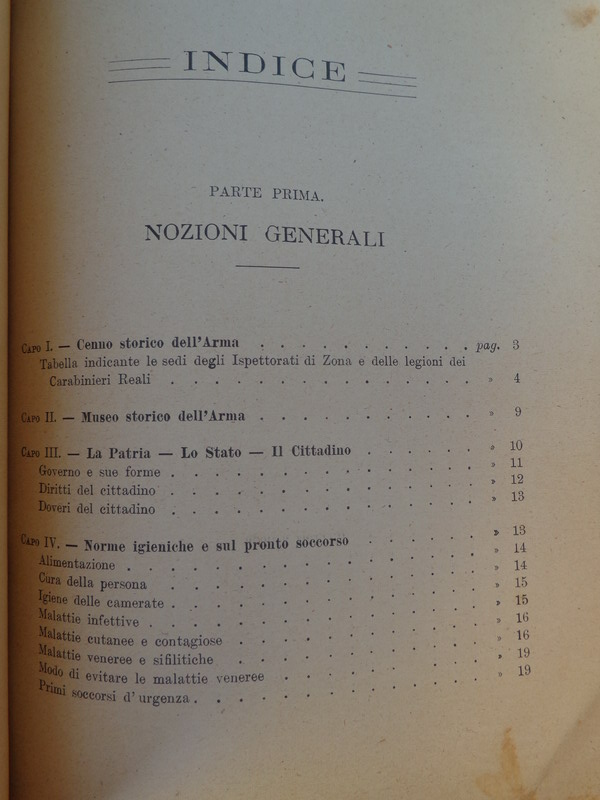 INDICE
PARTE PRIMA.
NOZIONI GENERALI
CAPO I. — Cenno storico dell'Arma . . . . . . . . . . pag. 3
Tabella indicante le sedi degli Ispettorati di Zona e delle legioni dei
Carabinieri Reali . . . . . . . . . . . . . . » 4
CAPO II. — Museo storico dell'Arma . . . . . . . . . . » 9
CAPO III. — La Patria — Lo Stato — Il Cittadino . . . . . . » 10
Governo e sue forme . . . . . . . . . . . . . . » 11
Diritti del cittadino . . . . . . . . . . . . . . » 12
Doveri del cittadino . . . . . . . . . . . . . . » 13
CAPO IV. — Norme igieniche e sul pronto soccorso . . . . . . » 13
Alimentazione . . . . . . . . . . . . . . . . » 14
Cura della persona . . . . . . . . . . . . . . » 14
Igiene delle camerate . . . . . . . . . . . . . . » 15
Malattie infettive . . . . . . . . . . . . . . . » 15
Malattie cutanee e contagiose . . . . . . . . . . . . » 16
Malattie veneree e sifilitiche . . . . . . . . . . . . » 16
Modo di evitare le malattie veneree . . . . . . . . . . » 19
Primi soccorsi d'urgenza . . . . . . . . . . . . . » 19